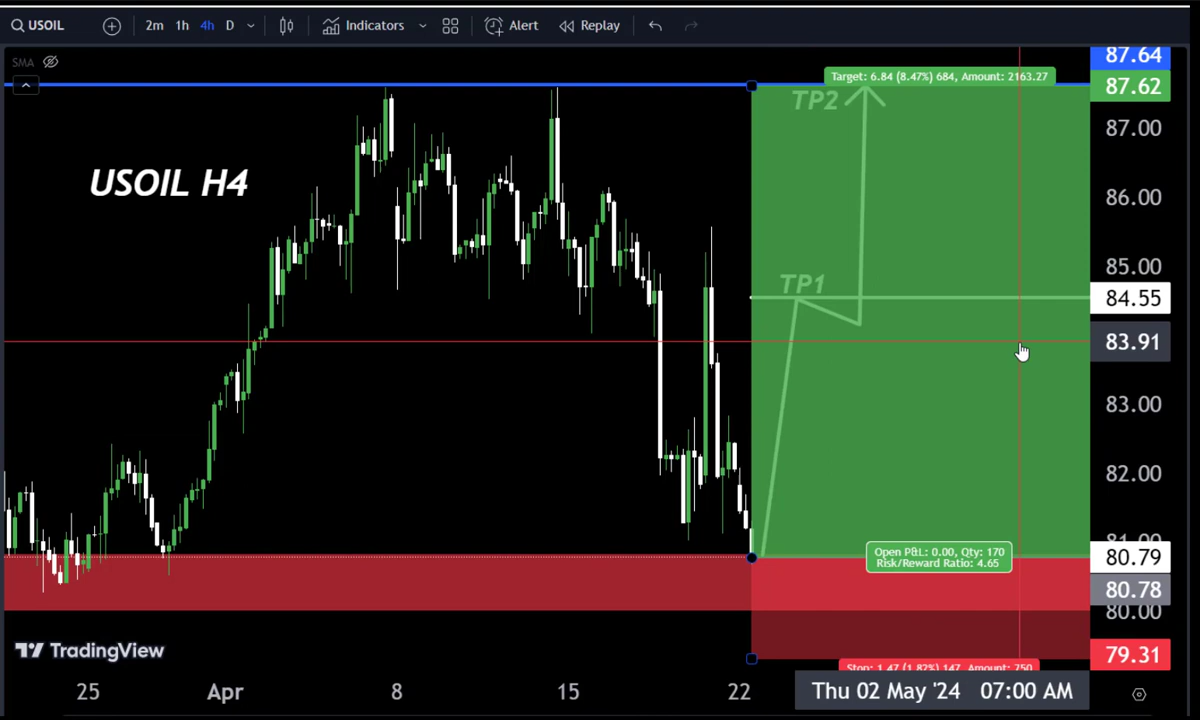 USOIL 2m 1h 4h D Indicators Alert Replay
SMA
87.64
Target: 6.84 (8.47%) 684, Amount: 2163.27
87.62
TP2
87.00
USOIL H4
86.00
85.00
TP1
84.55
83.91
83.00
82.00
81.00
Open P&L: 0.00, Qty: 170
Risk/Reward Ratio: 4.65
80.79
80.78
80.00
TradingView
79.31
Stop: 1.47 (1.82%) 147, Amount: 750
25 Apr 8 15 22 Thu 02 May '24 07:00 AM